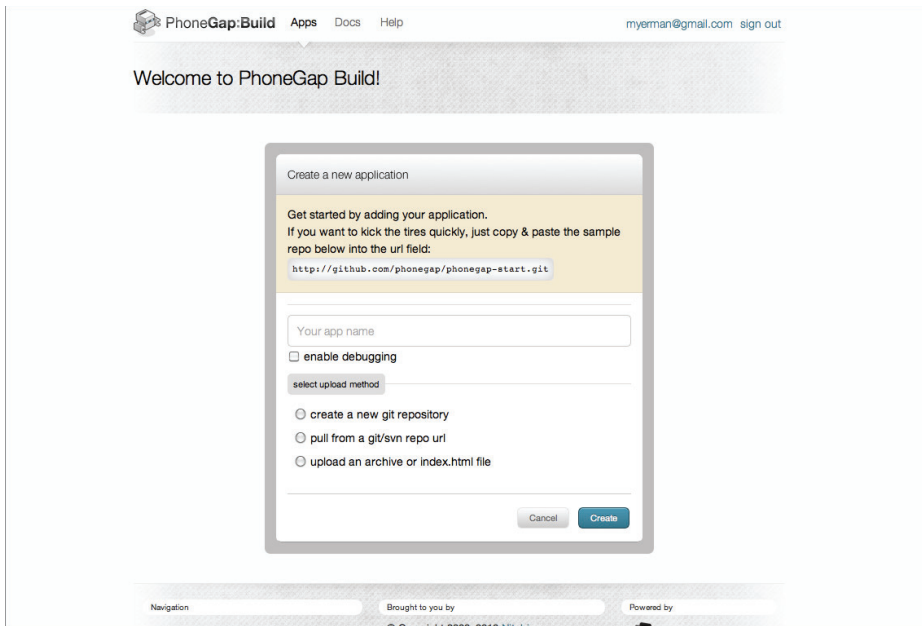 PhoneGap:Build Apps Docs Help myerman@gmail.com sign out
Welcome to PhoneGap Build!
Create a new application
Get started by adding your application.
If you want to kick the tires quickly, just copy & paste the sample
repo below into the url field:
http://github.com/phonegap/phonegap-start.git
Your app name
enable debugging
select upload method
create a new git repository
pull from a git/svn repo url
upload an archive or index.html file
Cancel Create
Navigation Brought to you by Powered by